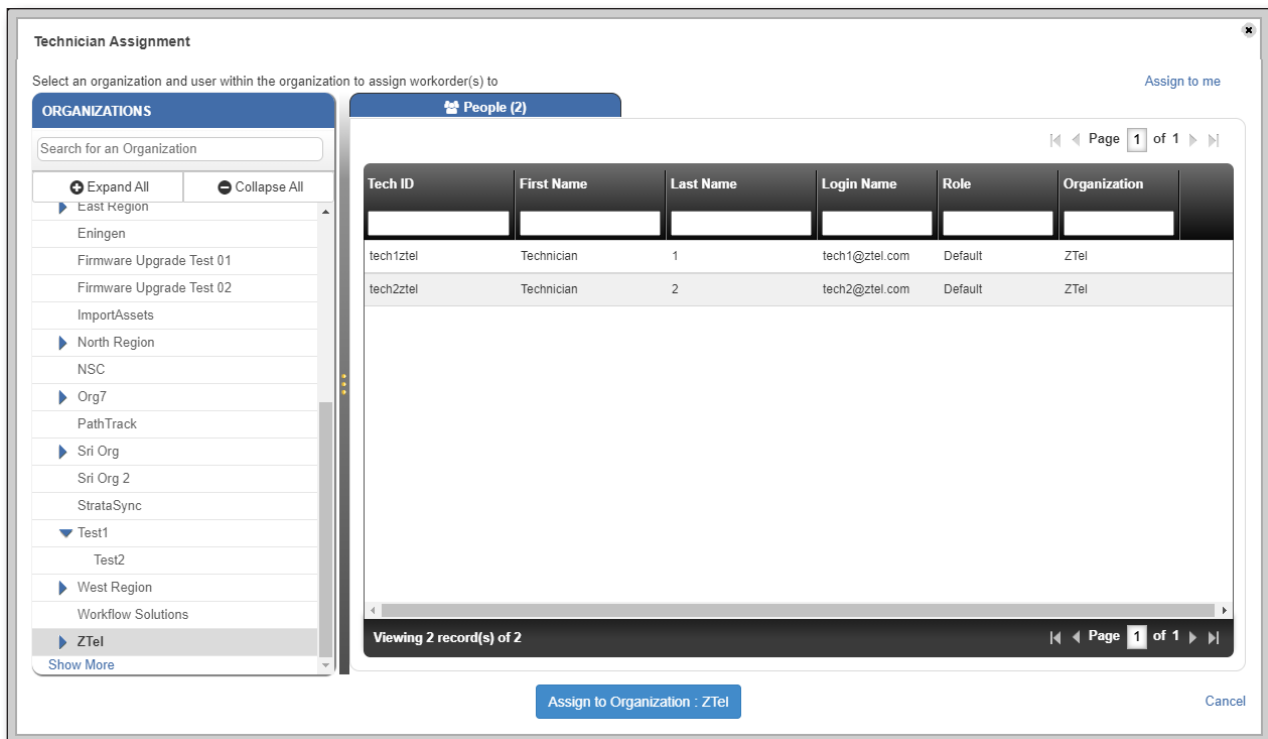 Technician Assignment
Select an organization and user within the organization to assign workorder(s) to
Assign to me
ORGANIZATIONS
Search for an Organization
Expand All
Collapse All
East Region
Eningen
Firmware Upgrade Test 01
Firmware Upgrade Test 02
ImportAssets
North Region
NSC
Org7
PathTrack
Sri Org
Sri Org 2
StrataSync
Test1
Test2
West Region
Workflow Solutions
ZTel
Show More
People (2)
Page 1 of 1
Tech ID First Name Last Name Login Name Role Organization
tech1ztel Technician 1 tech1@ztel.com Default ZTel
tech2ztel Technician 2 tech2@ztel.com Default ZTel
Viewing 2 record(s) of 2
Page 1 of 1
Assign to Organization : ZTel
Cancel